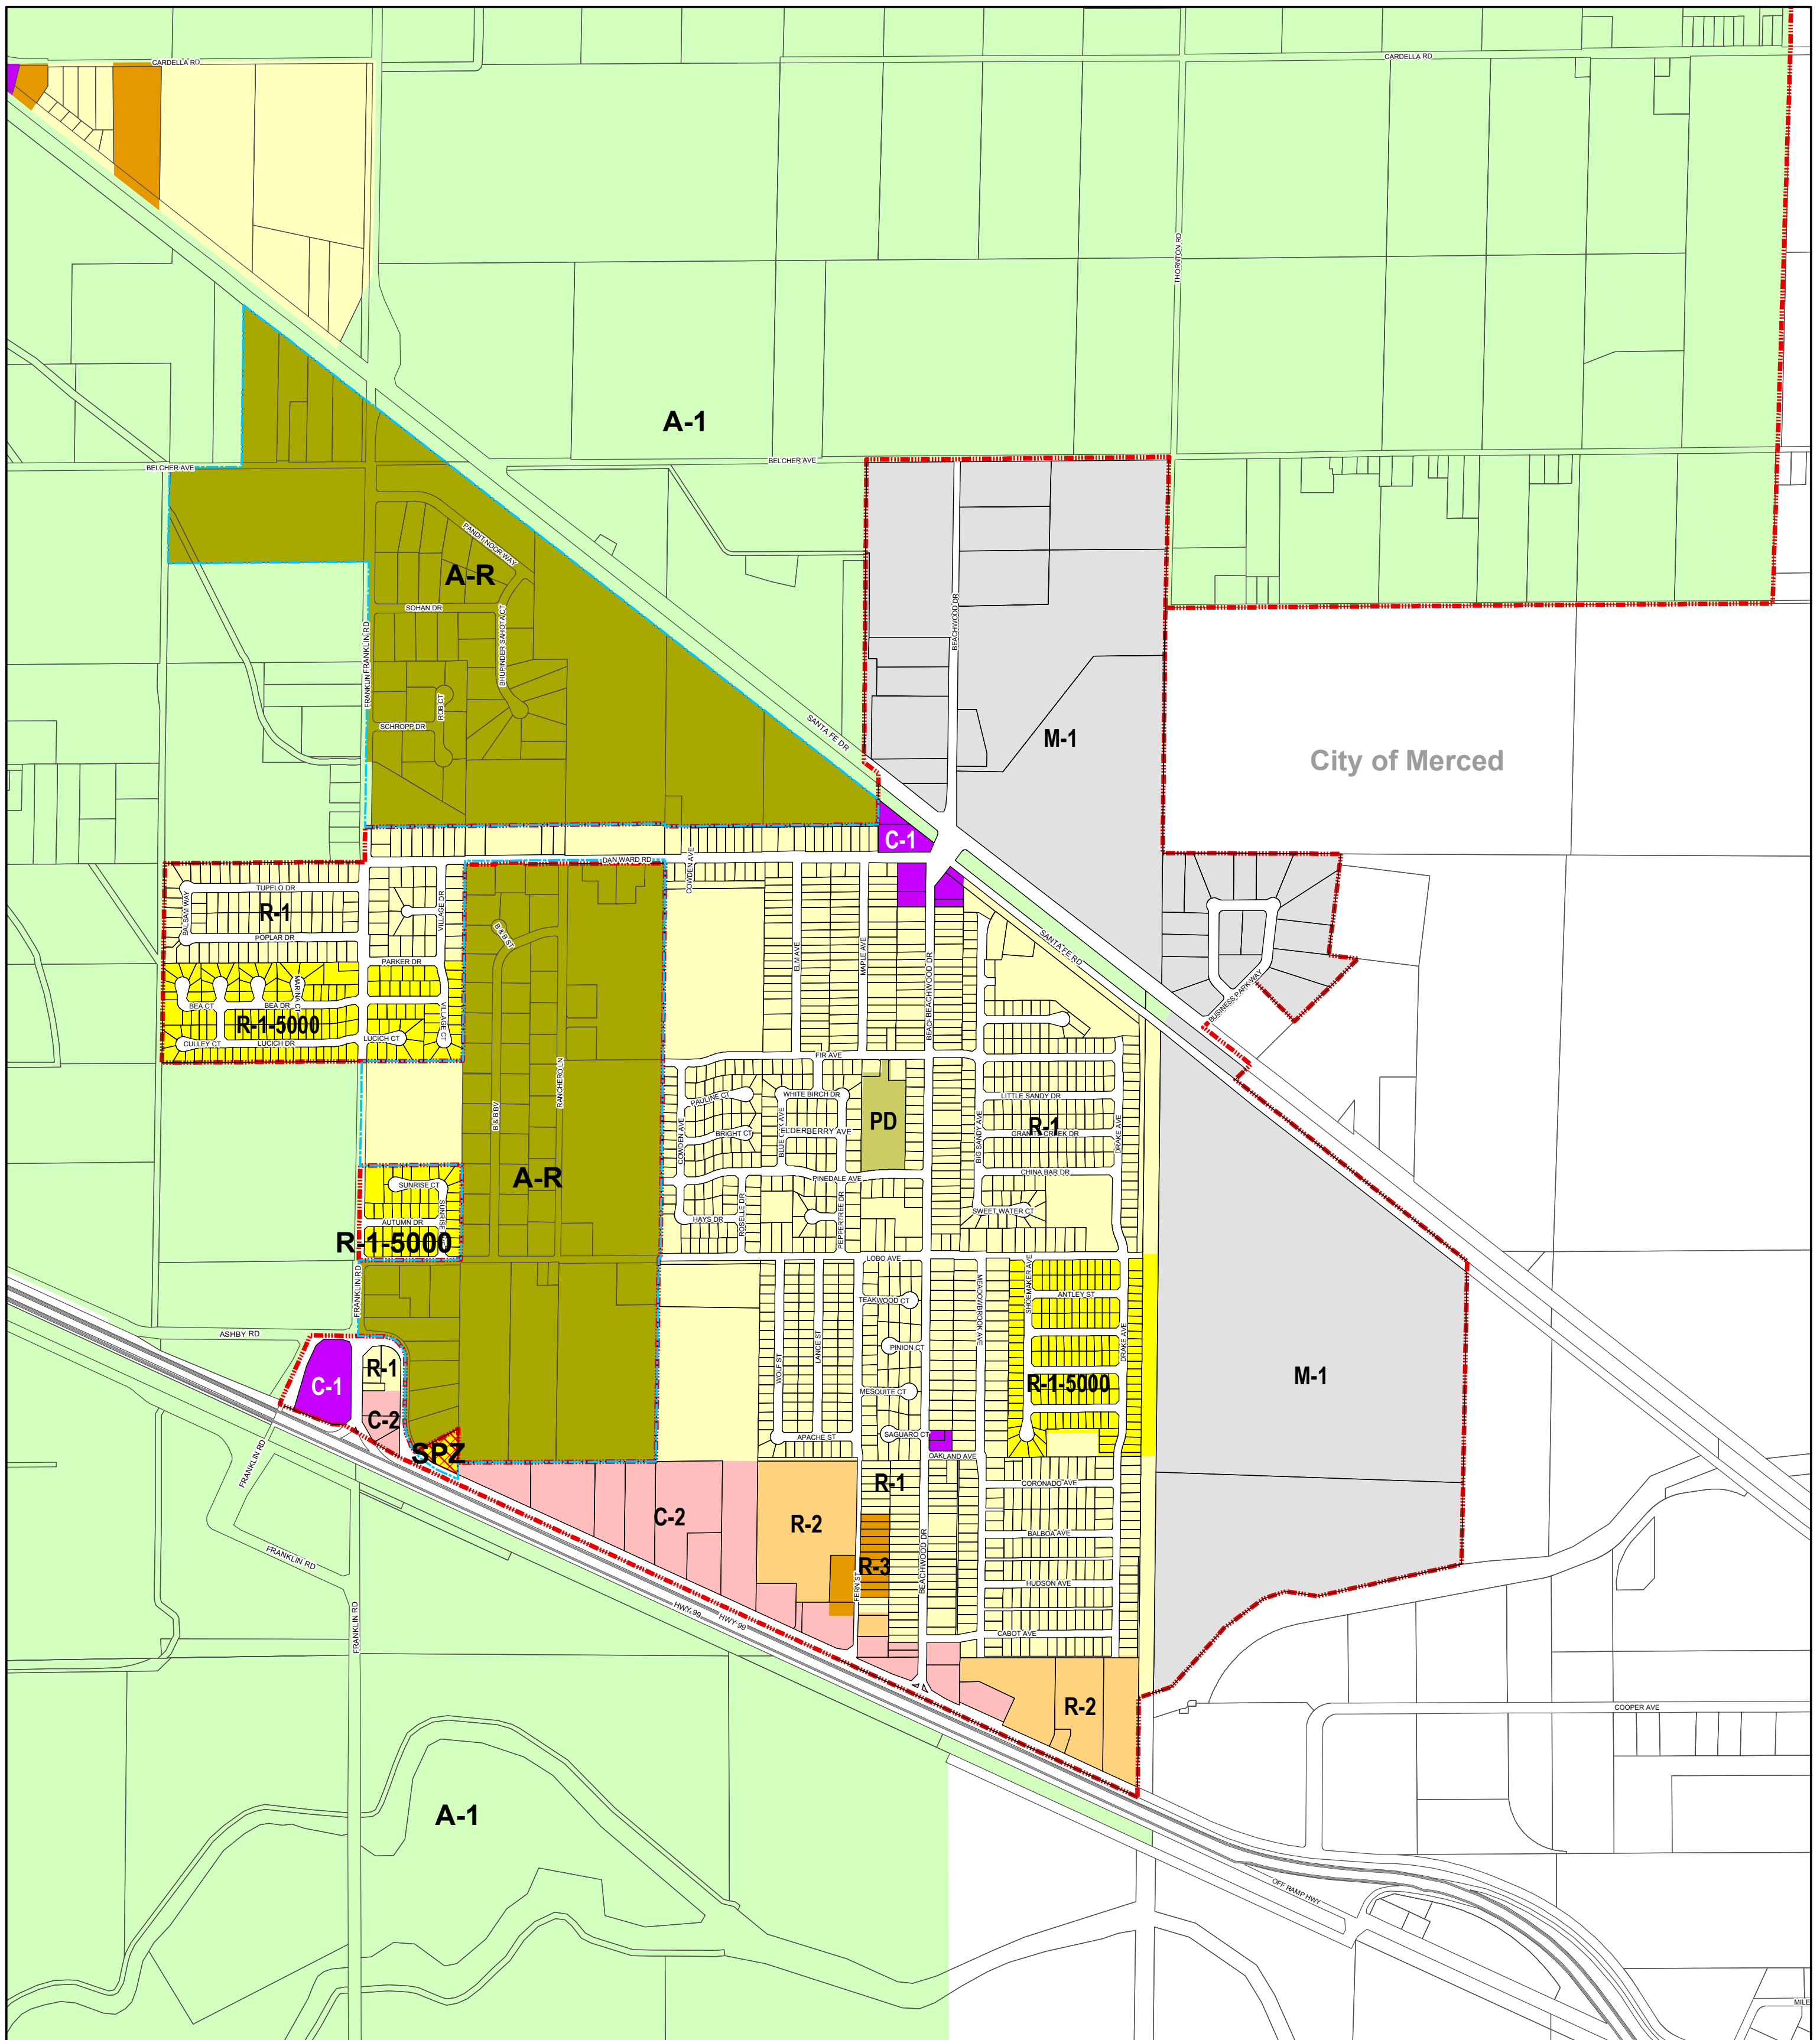 CARDELLA RD
CARDELLA RD
THORNTON RD
A-1
BELCHER AVE
BELCHER AVE
PANDIT NOOR WAY
A-R
SOHAN DR
BHUPINDER SAHOTA CT
BEACHWOOD DR
FRANKLIN RD
FRANKLIN RD
ROB CT
SCHROPP DR
SANTA FE DR
M-1
City of Merced
C-1
COWDEN AVE
DAN WARD RD
TUPELO DR
BALSAM WAY
R-1
VILLAGE DR
POPLAR DR
B & B ST
ELM AVE
MAPLE AVE
BEACHWOOD DR
SANTA FE RD
PARKER DR
MARINA CT
BEA CT
BEA DR
R-1-5000
VILLAGE CT
BUSINESS PARK WAY
CULLEY CT
LUCICH DR
LUCICH CT
FIR AVE
RANCHERO LN
B & B BV
PAULINE CT
WHITE BIRCH DR
LITTLE SANDY DR
PD
R-1
BRIGHT CT
BLUE OAK AVE
ELDERBERRY AVE
GRANITE CREEK DR
COWDEN AVE
BIG SANDY AVE
DRAKE AVE
CHINA BAR DR
A-R
PINEDALE AVE
SUNRISE CT
SUNRISE
ROSELLE DR
PEPPERTREE DR
SWEET WATER CT
HAYS DR
AUTUMN DR
R-1-5000
LOBO AVE
FRANKLIN RD
MEADOWBROOK AVE
SHOEMAKER AVE
ANTLEY ST
TEAKWOOD CT
ASHBY RD
DRAKE AVE
LANCE ST
WOLF ST
PINION CT
R-1
M-1
C-1
R-1-5000
MESQUITE CT
C-2
SAGUARO CT
APACHE ST
SPZ
FRANKLIN RD
OAKLAND AVE
R-1
CORONADO AVE
C-2
R-2
BALBOA AVE
FRANKLIN RD
R-3
FERN ST
BEACHWOOD DR
HUDSON AVE
HWY 99
HWY 99
FRANKLIN RD
CABOT AVE
R-2
COOPER AVE
A-1
OFF RAMP HWY
MILE